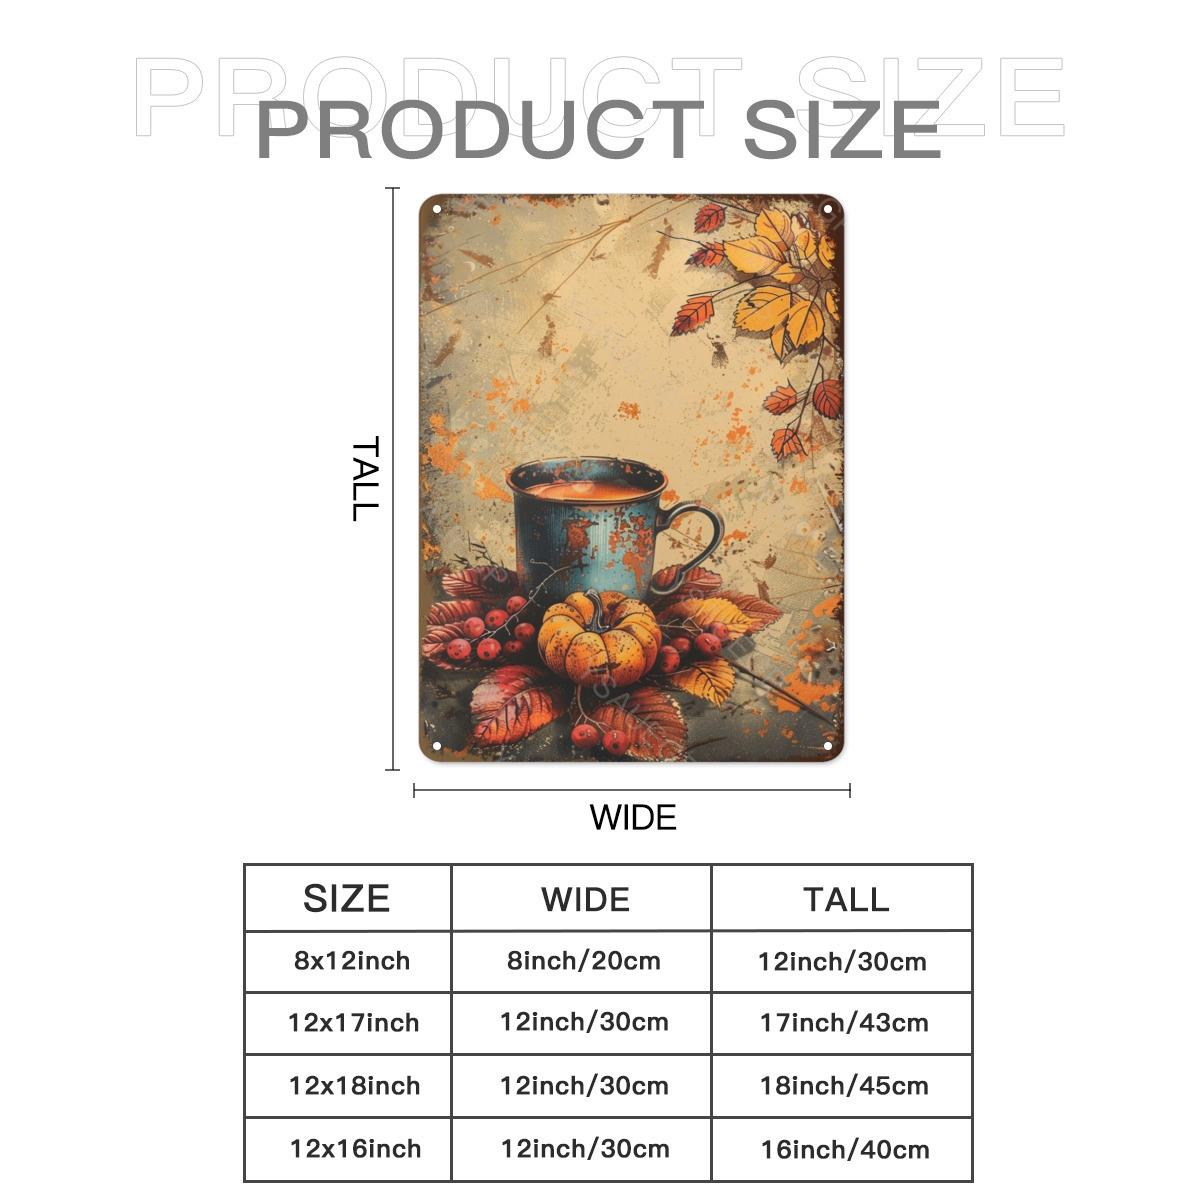 PRODUCT SIZE
PRODUCT SIZE
TALL
WIDE
SIZE WIDE TALL
8x12inch 8inch/20cm 12inch/30cm
12x17inch 12inch/30cm 17inch/43cm
12x18inch 12inch/30cm 18inch/45cm
12x16inch 12inch/30cm 16inch/40cm